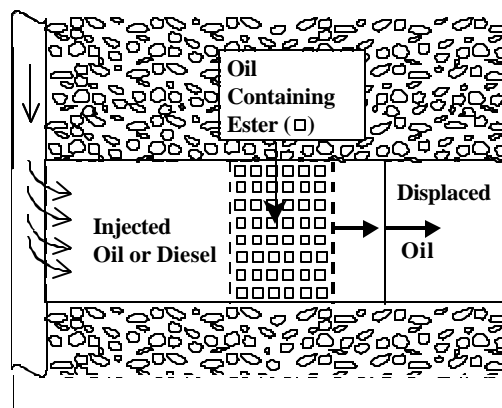 Oil
Containing
Ester (□)
Injected
Oil or Diesel
Displaced
Oil